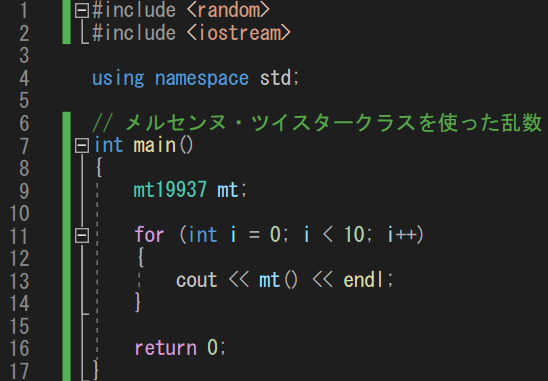 1 #include <random>
2 #include <iostream>
3
4 using namespace std;
5
6 // メルセンヌ・ツイスタークラスを使った乱数
7 int main()
8 {
9 mt19937 mt;
10
11 for (int i = 0; i < 10; i++)
12 {
13 cout << mt() << endl;
14 }
15
16 return 0;
17 }